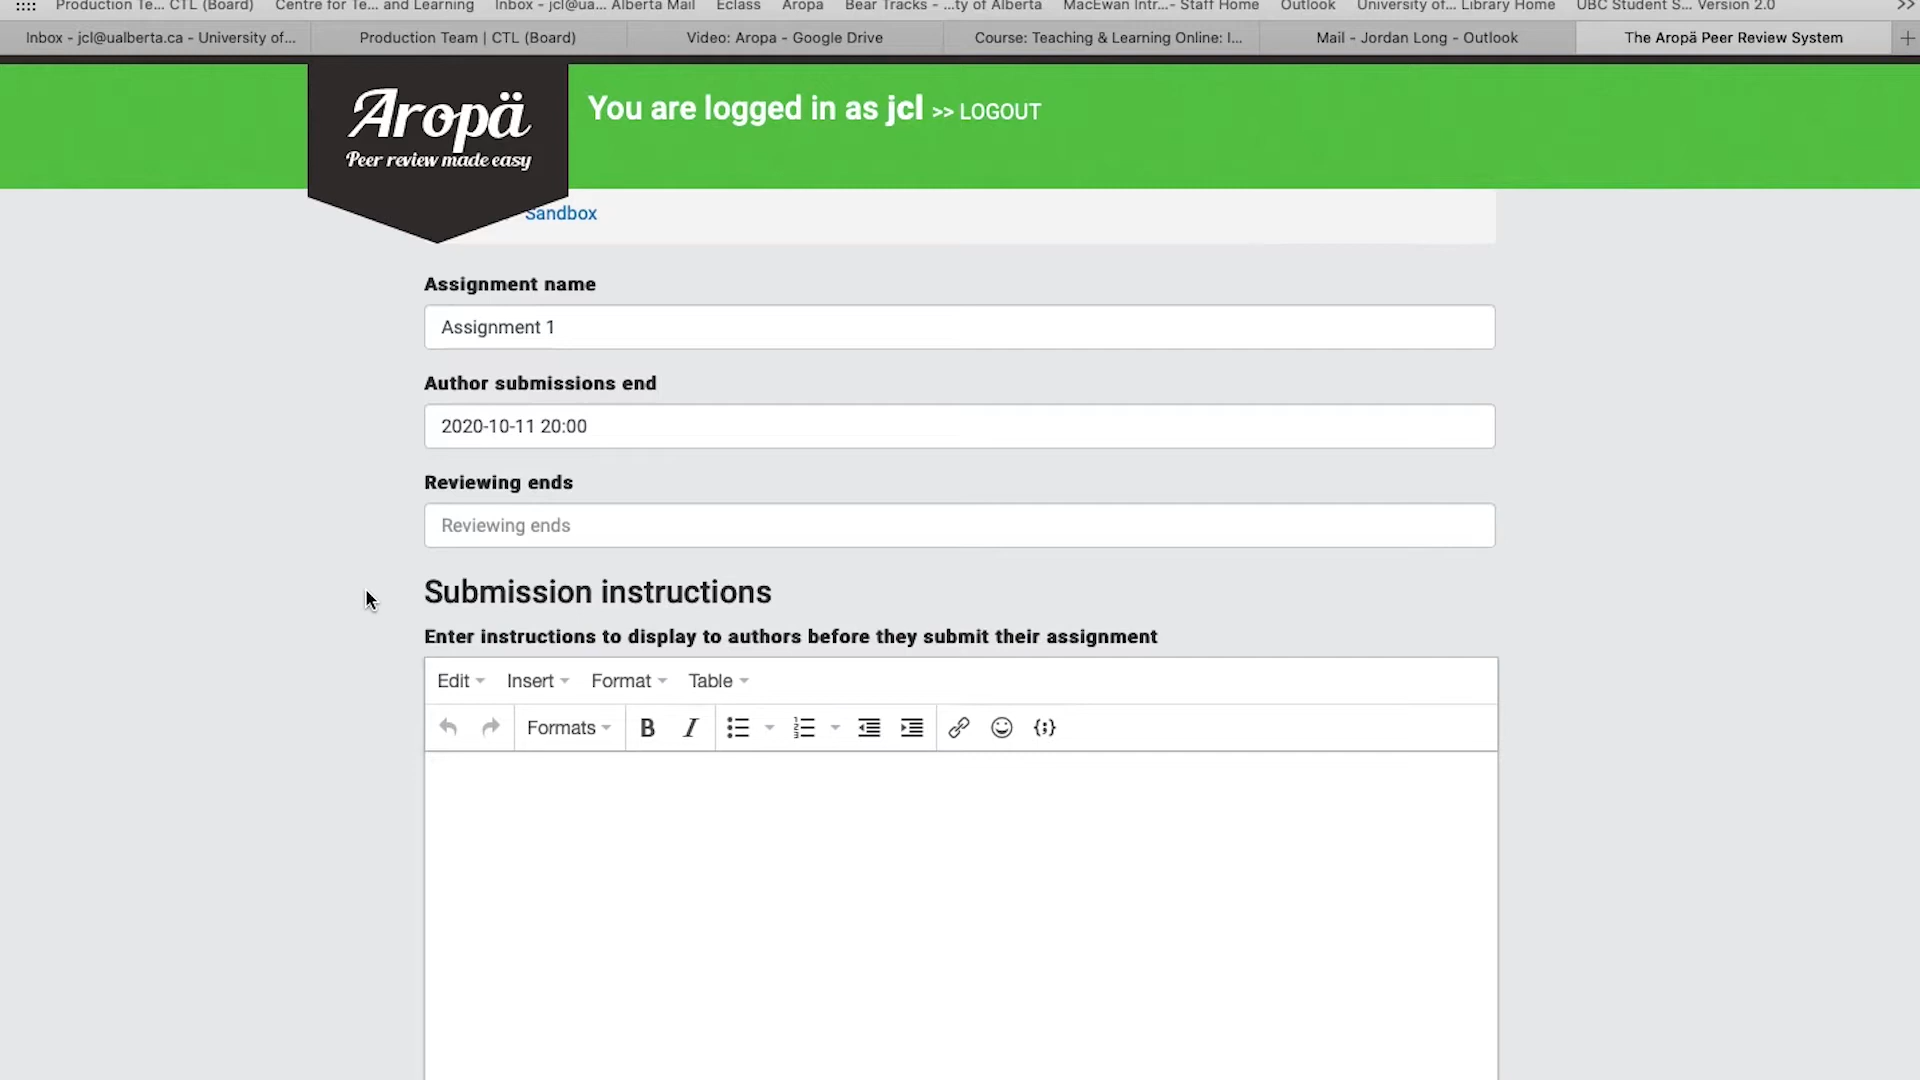 Production Te... CTL (Board) Centre for Te... and Learning Inbox - jcl@ua... Alberta Mail Eclass Aropa Bear Tracks - ...ty of Alberta MacEwan Intr...- Staff Home Outlook University of... Library Home UBC Student S... Version 2.0 >>
Inbox - jcl@ualberta.ca - University of... Production Team | CTL (Board) Video: Aropa - Google Drive Course: Teaching & Learning Online: I... Mail - Jordan Long - Outlook The Aropä Peer Review System +
Aropä
Peer review made easy
You are logged in as jcl >> LOGOUT
Sandbox
Assignment name
Assignment 1
Author submissions end
2020-10-11 20:00
Reviewing ends
Reviewing ends
Submission instructions
Enter instructions to display to authors before they submit their assignment
Edit Insert Format Table
Formats B I {;}